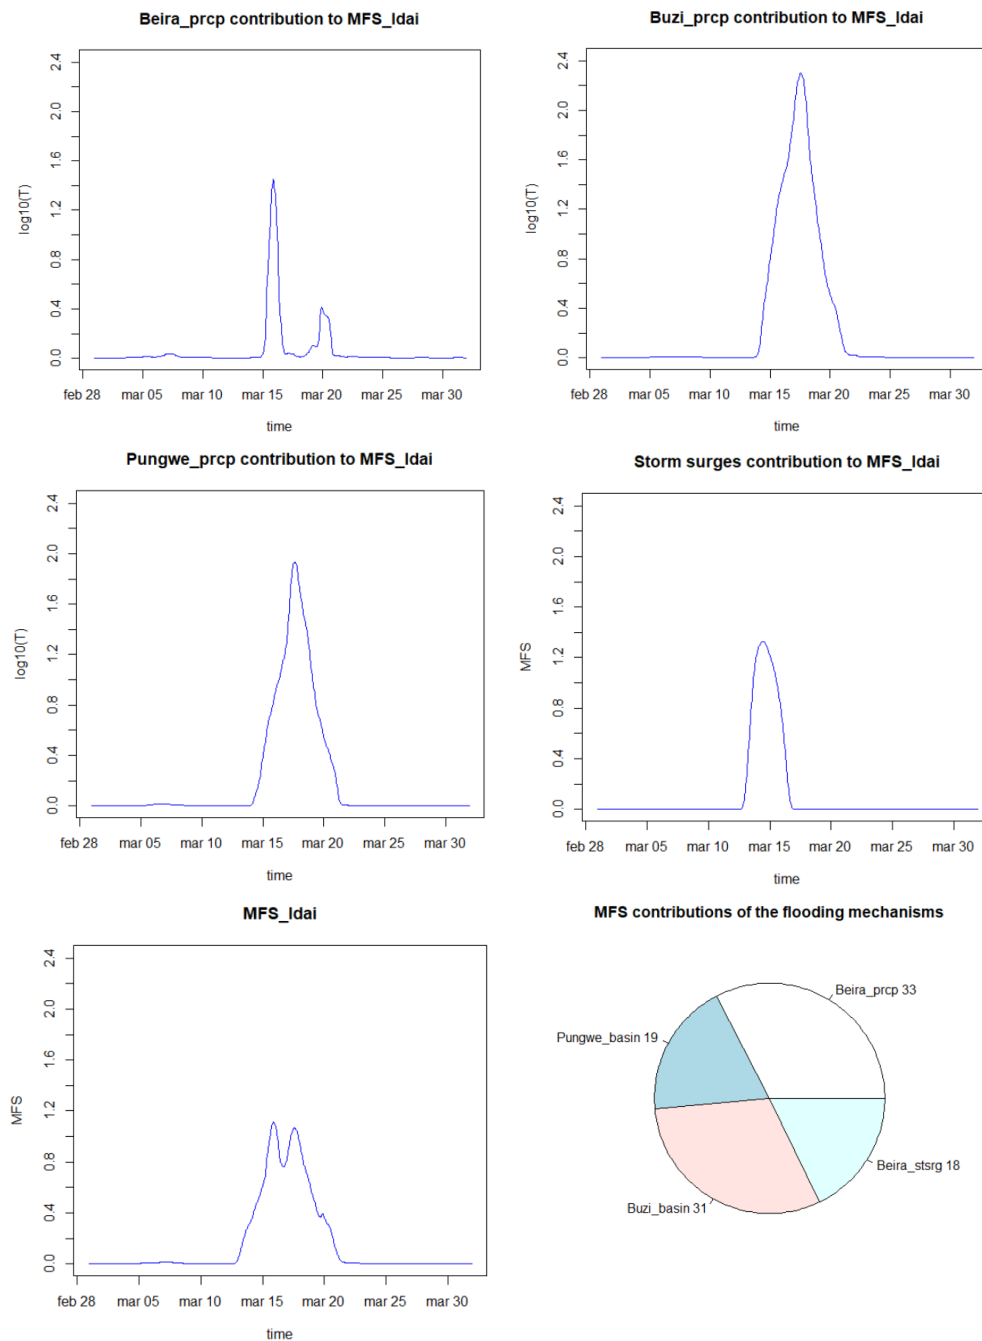 Beira_prcp contribution to MFS_Idai
log10(T)
2.4
2.0
1.6
1.2
0.8
0.4
0.0
feb 28 mar 05 mar 10 mar 15 mar 20 mar 25 mar 30
time
Buzi_prcp contribution to MFS_Idai
log10(T)
2.4
2.0
1.6
1.2
0.8
0.4
0.0
feb 28 mar 05 mar 10 mar 15 mar 20 mar 25 mar 30
time
Pungwe_prcp contribution to MFS_Idai
log10(T)
2.4
2.0
1.6
1.2
0.8
0.4
0.0
feb 28 mar 05 mar 10 mar 15 mar 20 mar 25 mar 30
time
Storm surges contribution to MFS_Idai
MFS
2.4
2.0
1.6
1.2
0.8
0.4
0.0
feb 28 mar 05 mar 10 mar 15 mar 20 mar 25 mar 30
time
MFS_Idai
MFS
2.4
2.0
1.6
1.2
0.8
0.4
0.0
feb 28 mar 05 mar 10 mar 15 mar 20 mar 25 mar 30
time
MFS contributions of the flooding mechanisms
Beira_prcp 33
Pungwe_basin 19
Beira_stsrg 18
Buzi_basin 31